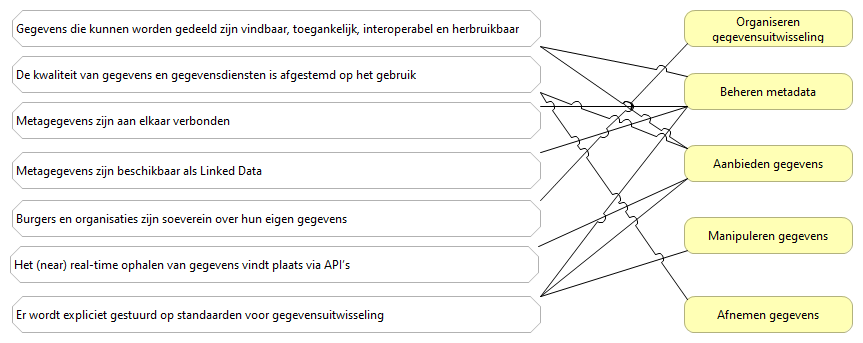 Gegevens die kunnen worden gedeeld zijn vindbaar, toegankelijk, interoperabel en herbruikbaar
De kwaliteit van gegevens en gegevensdiensten is afgestemd op het gebruik
Metagegevens zijn aan elkaar verbonden
Metagegevens zijn beschikbaar als Linked Data
Burgers en organisaties zijn soeverein over hun eigen gegevens
Het (near) real-time ophalen van gegevens vindt plaats via API's
Er wordt expliciet gestuurd op standaarden voor gegevensuitwisseling
Organiseren
gegevensuitwisseling
Beheren metadata
Aanbieden gegevens
Manipuleren gegevens
Afnemen gegevens